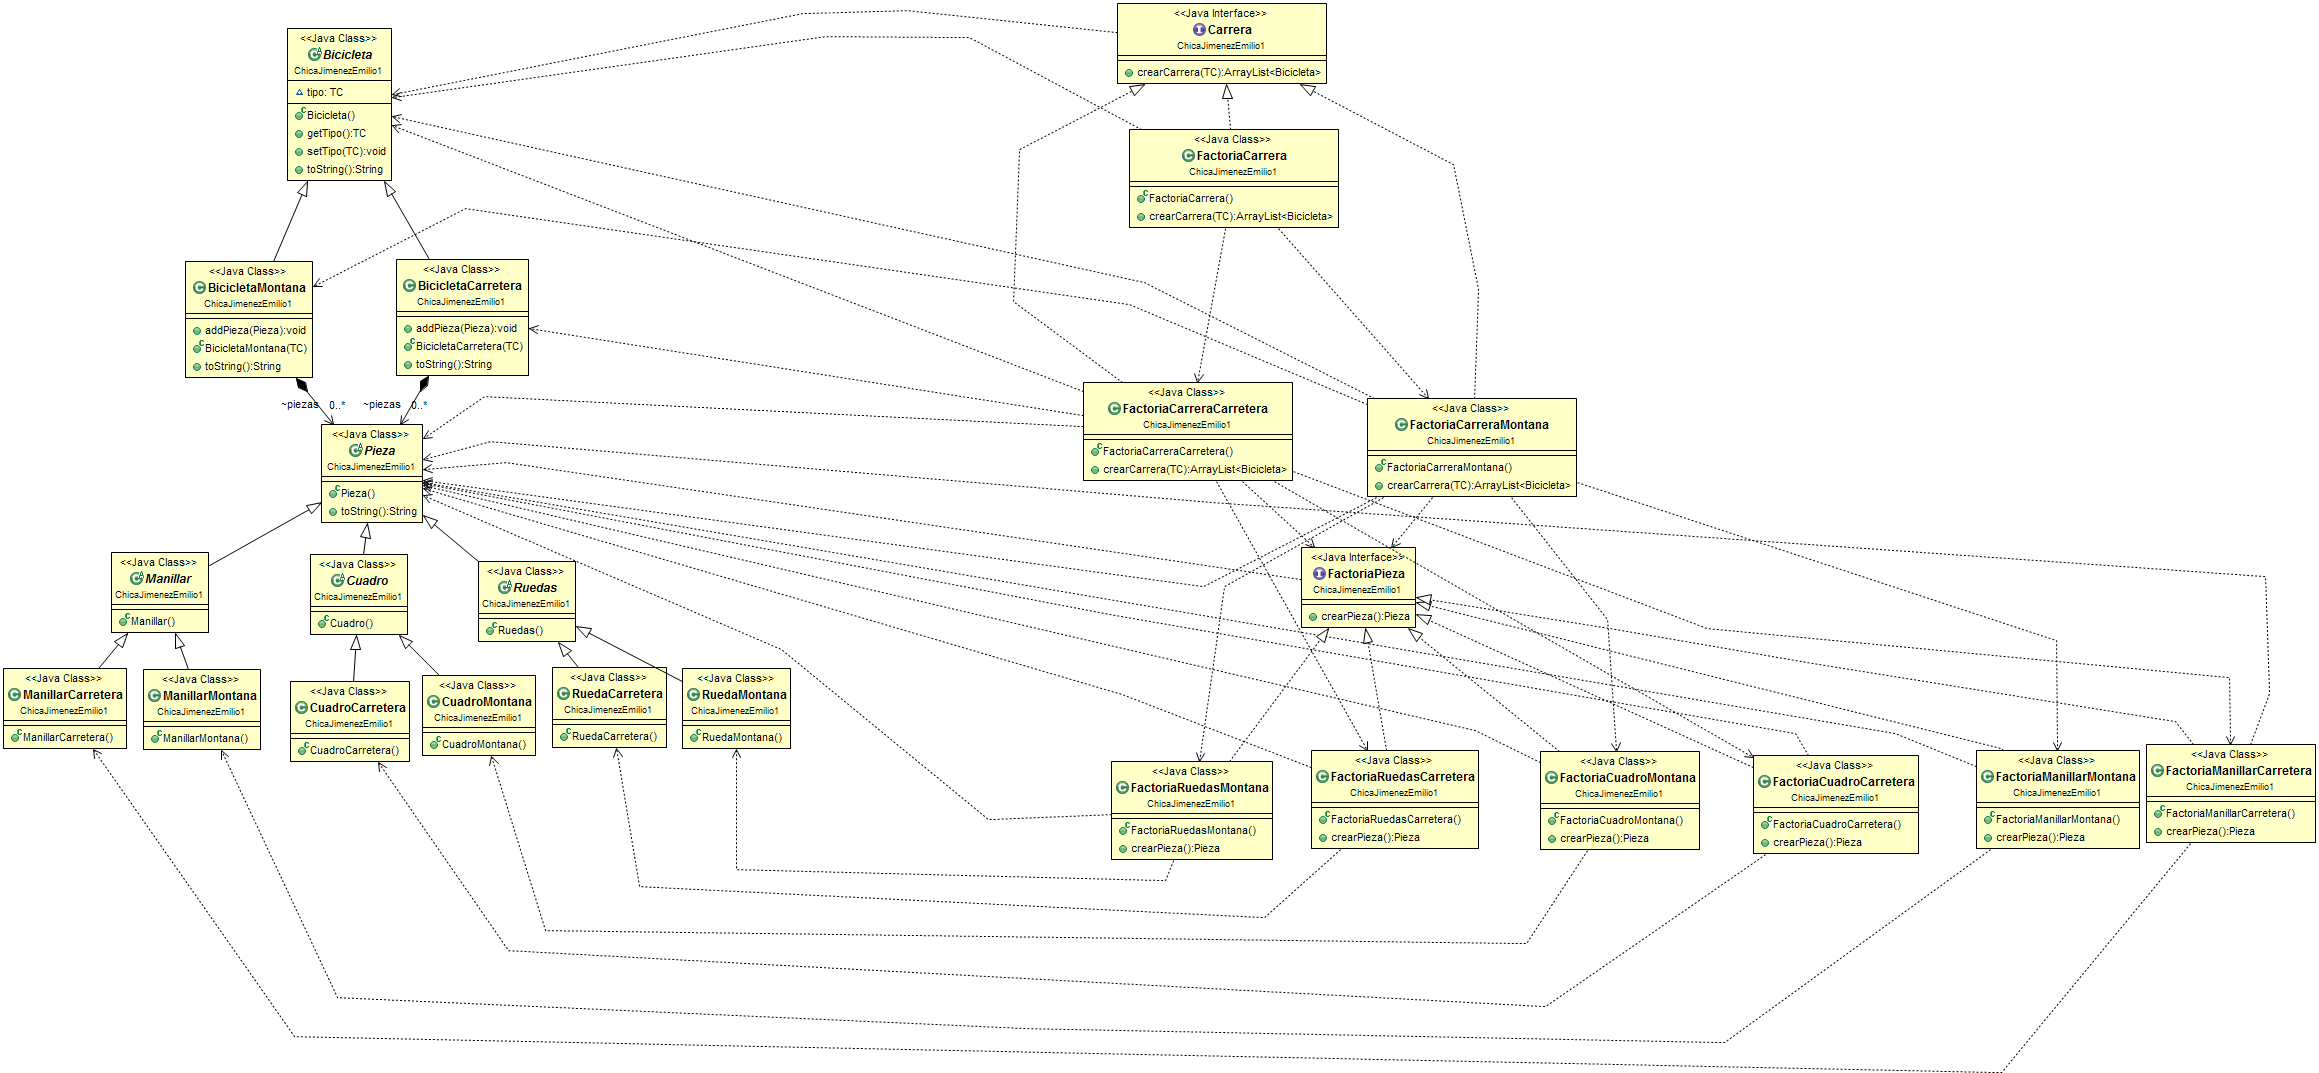 <<Java Class>>
Bicicleta
ChicaJimenezEmilio1
tipo: TC
Bicicleta()
getTipo():TC
setTipo(TC):void
toString():String
<<Java Interface>>
Carrera
ChicaJimenezEmilio1
crearCarrera(TC):ArrayList<Bicicleta>
<<Java Class>>
FactoriaCarrera
ChicaJimenezEmilio1
FactoriaCarrera()
crearCarrera(TC):ArrayList<Bicicleta>
<<Java Class>>
BicicletaMontana
ChicaJimenezEmilio1
addPieza(Pieza):void
BicicletaMontana(TC)
toString():String
<<Java Class>>
BicicletaCarretera
ChicaJimenezEmilio1
addPieza(Pieza):void
BicicletaCarretera(TC)
toString():String
~piezas 0..*
~piezas 0..*
<<Java Class>>
FactoriaCarreraCarretera
ChicaJimenezEmilio1
FactoriaCarreraCarretera()
crearCarrera(TC):ArrayList<Bicicleta>
<<Java Class>>
FactoriaCarreraMontana
ChicaJimenezEmilio1
FactoriaCarreraMontana()
crearCarrera(TC):ArrayList<Bicicleta>
<<Java Class>>
Pieza
ChicaJimenezEmilio1
Pieza()
toString():String
<<Java Class>>
Manillar
ChicaJimenezEmilio1
Manillar()
<<Java Class>>
Cuadro
ChicaJimenezEmilio1
Cuadro()
<<Java Class>>
Ruedas
ChicaJimenezEmilio1
Ruedas()
<<Java Interface>>
FactoriaPieza
ChicaJimenezEmilio1
crearPieza():Pieza
<<Java Class>>
ManillarCarretera
ChicaJimenezEmilio1
ManillarCarretera()
<<Java Class>>
ManillarMontana
ChicaJimenezEmilio1
ManillarMontana()
<<Java Class>>
CuadroCarretera
ChicaJimenezEmilio1
CuadroCarretera()
<<Java Class>>
CuadroMontana
ChicaJimenezEmilio1
CuadroMontana()
<<Java Class>>
RuedaCarretera
ChicaJimenezEmilio1
RuedaCarretera()
<<Java Class>>
RuedaMontana
ChicaJimenezEmilio1
RuedaMontana()
<<Java Class>>
FactoriaRuedasMontana
ChicaJimenezEmilio1
FactoriaRuedasMontana()
crearPieza():Pieza
<<Java Class>>
FactoriaRuedasCarretera
ChicaJimenezEmilio1
FactoriaRuedasCarretera()
crearPieza():Pieza
<<Java Class>>
FactoriaCuadroMontana
ChicaJimenezEmilio1
FactoriaCuadroMontana()
crearPieza():Pieza
<<Java Class>>
FactoriaCuadroCarretera
ChicaJimenezEmilio1
FactoriaCuadroCarretera()
crearPieza():Pieza
<<Java Class>>
FactoriaManillarMontana
ChicaJimenezEmilio1
FactoriaManillarMontana()
crearPieza():Pieza
<<Java Class>>
FactoriaManillarCarretera
ChicaJimenezEmilio1
FactoriaManillarCarretera()
crearPieza():Pieza